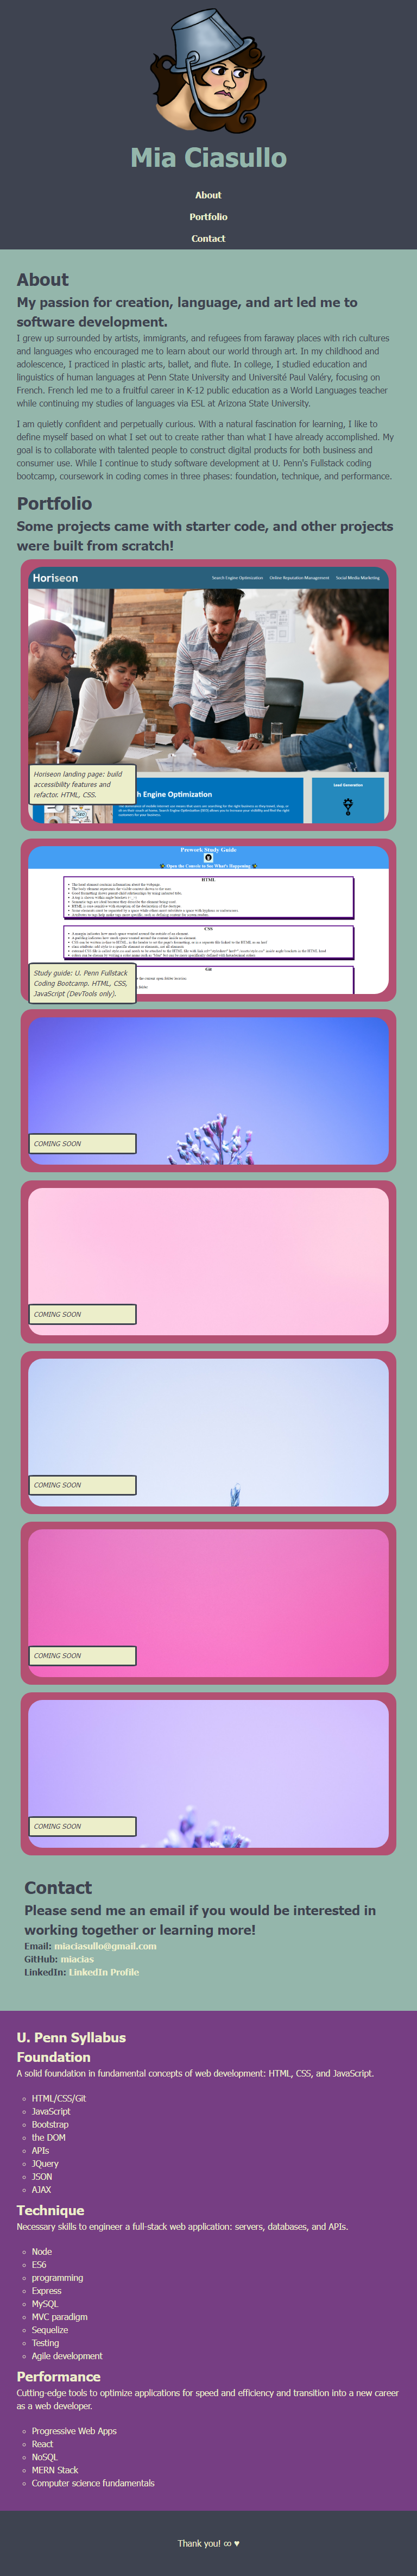 Mia Ciasullo
About
Portfolio
Contact
About
My passion for creation, language, and art led me to
software development.
I grew up surrounded by artists, immigrants, and refugees from faraway places with rich cultures
and languages who encouraged me to learn about our world through art. In my childhood and
adolescence, I practiced in plastic arts, ballet, and flute. In college, I studied education and
linguistics of human languages at Penn State University and Université Paul Valéry, focusing on
French. French led me to a fruitful career in K-12 public education as a World Languages teacher
while continuing my studies of languages via ESL at Arizona State University.
I am quietly confident and perpetually curious. With a natural fascination for learning, I like to
define myself based on what I set out to create rather than what I have already accomplished. My
goal is to collaborate with talented people to construct digital products for both business and
consumer use. While I continue to study software development at U. Penn's Fullstack coding
bootcamp, coursework in coding comes in three phases: foundation, technique, and performance.
Portfolio
Some projects came with starter code, and other projects
were built from scratch!
Horiseon
Search Engine Optimization Online Reputation Management Social Media Marketing
Horiseon landing page: build
accessibility features and
refactor. HTML, CSS.
Engine Optimization
Lead Generation
Prework Study Guide
Open the Console to See What's Happening
HTML
CSS
Git
Study guide: U. Penn Fullstack
Coding Bootcamp. HTML, CSS,
JavaScript (DevTools only).
COMING SOON
COMING SOON
COMING SOON
COMING SOON
COMING SOON
Contact
Please send me an email if you would be interested in
working together or learning more!
Email: miaciasullo@gmail.com
GitHub: miacias
LinkedIn: LinkedIn Profile
U. Penn Syllabus
Foundation
A solid foundation in fundamental concepts of web development: HTML, CSS, and JavaScript.
HTML/CSS/Git
JavaScript
Bootstrap
the DOM
APIs
JQuery
JSON
AJAX
Technique
Necessary skills to engineer a full-stack web application: servers, databases, and APIs.
Node
ES6
programming
Express
MySQL
MVC paradigm
Sequelize
Testing
Agile development
Performance
Cutting-edge tools to optimize applications for speed and efficiency and transition into a new career
as a web developer.
Progressive Web Apps
React
NoSQL
MERN Stack
Computer science fundamentals
Thank you! ∞ ♥